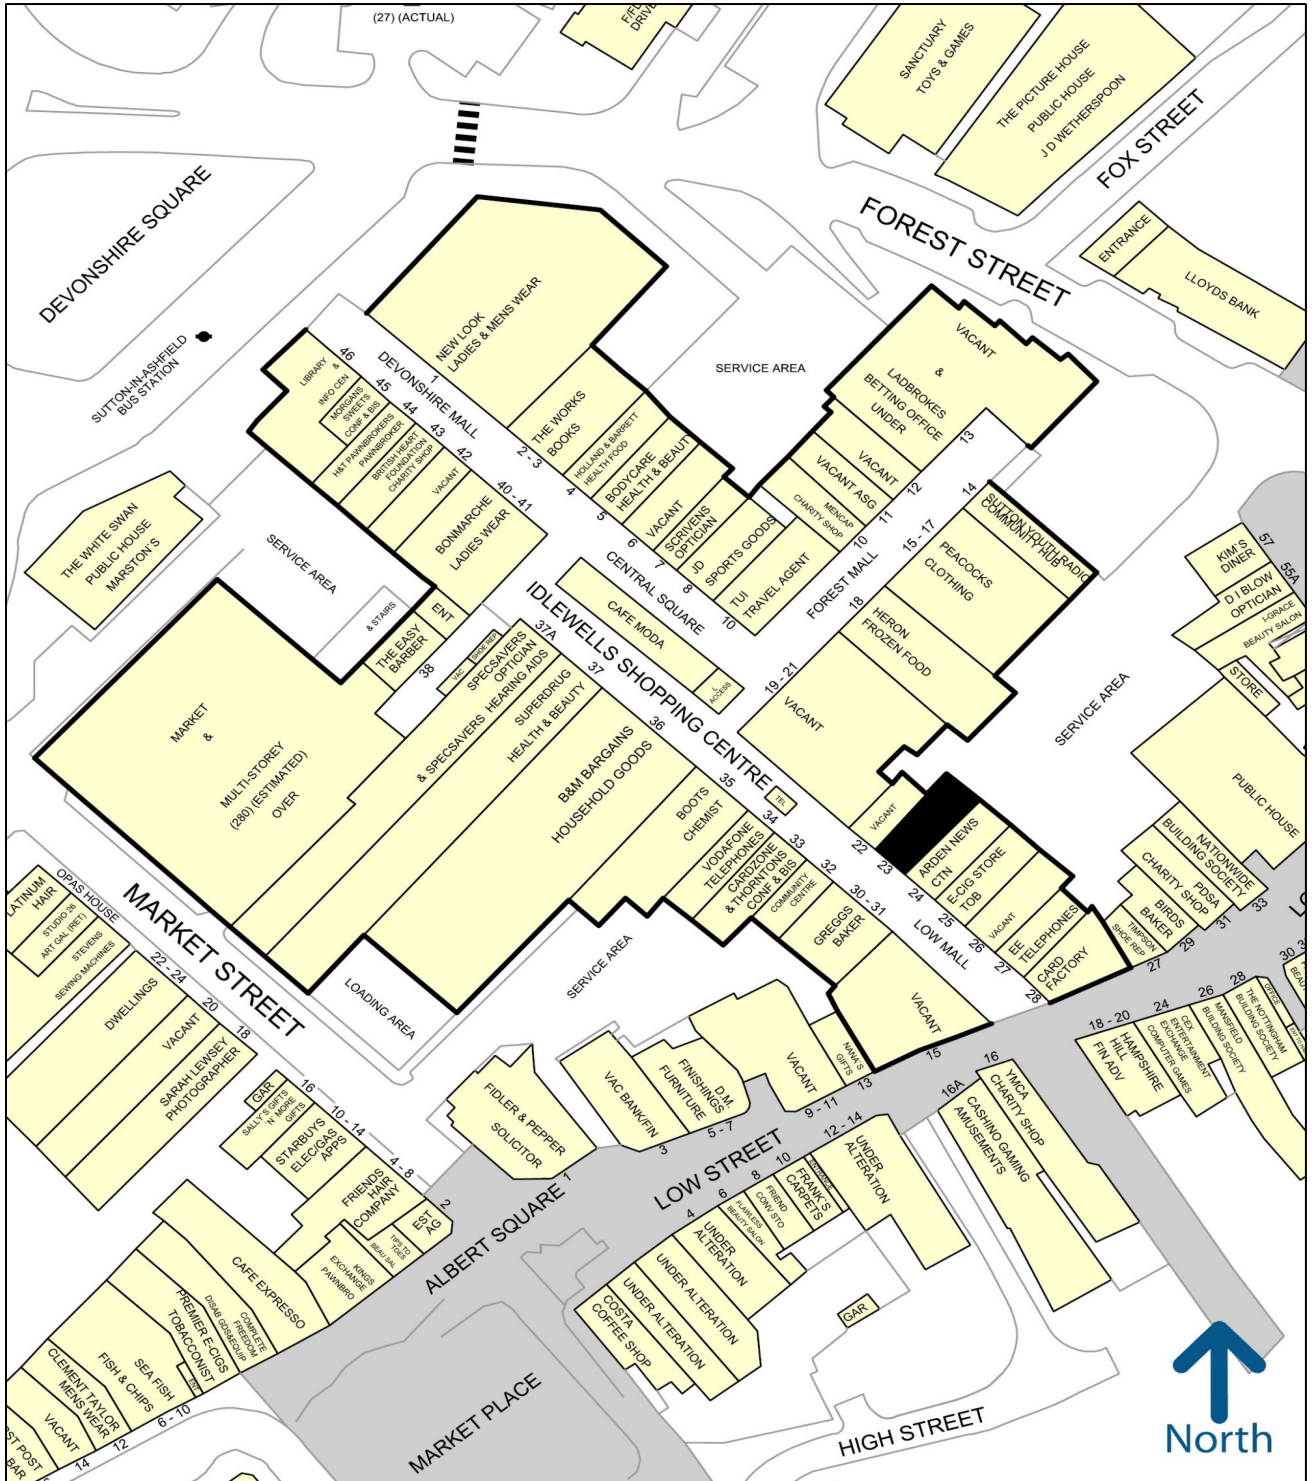 (27) (ACTUAL)
F/FL
DRIVE
SANCTUARY
TOYS & GAMES
THE PICTURE HOUSE
PUBLIC HOUSE
J D WETHERSPOON
FOX STREET
FOREST STREET
ENTRANCE
LLOYDS BANK
DEVONSHIRE SQUARE
SUTTON-IN-ASHFIELD
BUS STATION
NEW LOOK
LADIES & MENS WEAR
1
DEVONSHIRE MALL
SERVICE AREA
VACANT
&
LADBROKES
BETTING OFFICE
UNDER
13
LIBRARY
&
INFO CEN
46
MORGANS
SWEETS
CONF & BIS
45
H&T PAWNBROKERS
PAWNBROKER
44
BRITISH HEART
FOUNDATION
CHARITY SHOP
43
VACANT
42
BONMARCHE
LADIES WEAR
40 - 41
THE WORKS
BOOKS
2 - 3
HOLLAND & BARRETT
HEALTH FOOD
4
BODYCARE
HEALTH & BEAUT
5
VACANT
6
SCRIVENS
OPTICIAN
7
JD
SPORTS GOODS
8
TUI
TRAVEL AGENT
10
MENCAP
CHARITY SHOP
10
VACANT ASG
11
VACANT
12
FOREST MALL
14
SUTTON YOUTH RADIO
COMMUNITY HUB
15 - 17
PEACOCKS
CLOTHING
18
HERON
FROZEN FOOD
19 - 21
VACANT
THE WHITE SWAN
PUBLIC HOUSE
MARSTON'S
SERVICE AREA
& STAIRS
ENT
THE EASY
BARBER
38
VAC
SHOE REP
37A
SPECSAVERS
OPTICIAN
& SPECSAVERS HEARING AIDS
37
SUPERDRUG
HEALTH & BEAUTY
CENTRAL SQUARE
CAFE MODA
L
ACCESS
IDLEWELLS SHOPPING CENTRE
TEL
MARKET
&
MULTI-STOREY
(280) (ESTIMATED)
OVER
36
B&M BARGAINS
HOUSEHOLD GOODS
35
BOOTS
CHEMIST
34
VODAFONE
TELEPHONES
33
CARDZONE
& THORNTONS
CONF & BIS
32
COMMUNITY
CENTRE
30 - 31
GREGGS
BAKER
LOW MALL
VACANT
22
VACANT
23
ARDEN NEWS
CTN
24
E-CIG STORE
TOB
25
VACANT
26
EE
TELEPHONES
27
CARD
FACTORY
28
SERVICE AREA
KIM'S
DINER
57
D I BLOW
OPTICIAN
55A
I-GRACE
BEAUTY SALON
STORE
PUBLIC HOUSE
NATIONWIDE
BUILDING SOCIETY
33
PDSA
CHARITY SHOP
31
BIRDS
BAKER
29
TIMPSON
SHOE REP
27
SERVICE AREA
LOADING AREA
MARKET STREET
OPAS HOUSE
STUDIO 26
ART GAL (RET)
STEVENS
SEWING MACHINES
22 - 24
DWELLINGS
20
VACANT
18
SARAH LEWSEY
PHOTOGRAPHER
GAR
16
SALLY'S GIFTS
'N MORE
GIFTS
10 - 14
STARBUYS
ELEC/GAS
APPS
4 - 8
FRIENDS
HAIR
COMPANY
2
EST
AG
TIPS TO
TOES
BEAU SAL
KINGS
EXCHANGE
PAWNBRO
FIDLER & PEPPER
SOLICITOR
1
VAC BANK/FIN
3
D.M.
FINISHINGS
FURNITURE
5 - 7
VACANT
9 - 11
NANA'S
GIFTS
13
15
LOW STREET
ALBERT SQUARE
4
6
8
10
12 - 14
UNDER
ALTERATION
ENTRANCE
FRANK'S
CARPETS
FRIEND
CONV STO
FLAWLESS
BEAUTY SALON
UNDER
ALTERATION
UNDER ALTERATION
UNDER ALTERATION
COSTA
COFFEE SHOP
16A
CASHINO GAMING
AMUSEMENTS
16
YMCA
CHARITY SHOP
18 - 20
HAMPSHIRE
HILL
FIN ADV
24
CEX
ENTERTAINMENT
EXCHANGE
COMPUTER GAMES
26
MANSFIELD
BUILDING SOCIETY
28
THE NOTTINGHAM
BUILDING SOCIETY
OFFICE
CAFE EXPRESSO
COMPLETE
FREEDOM
DISAB GDS&EQUIP
PREMIER E-CIGS
TOBACCONIST
ENT
SEA FISH
FISH & CHIPS
6 - 10
CLEMENT TAYLOR
MENS WEAR
12
VACANT
14
BAR
GAR
MARKET PLACE
HIGH STREET
North